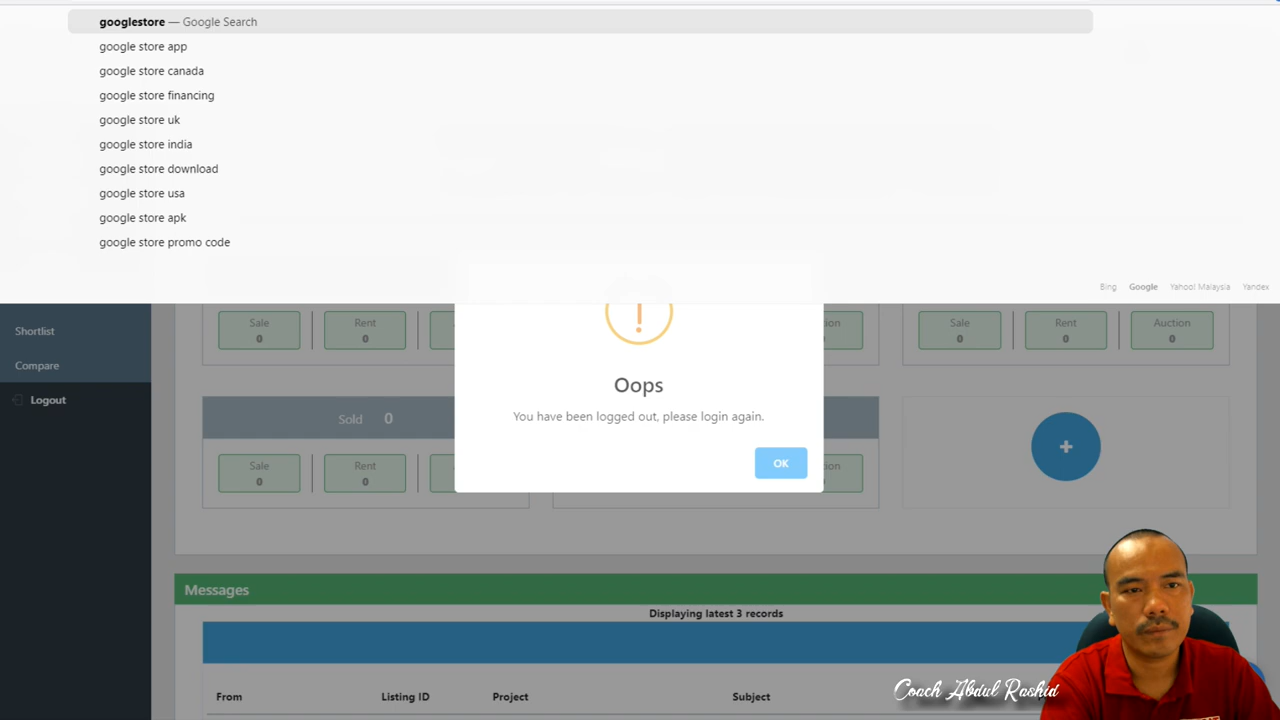 googlestore — Google Search
google store app
google store canada
google store financing
google store uk
google store india
google store download
google store usa
google store apk
google store promo code
Bing Google Yahoo! Malaysia Yandex
Shortlist
Compare
Logout
Sale
0
Rent
0
Sale
0
Rent
0
Auction
0
Sold 0
Sale
0
Rent
0
!
Oops
You have been logged out, please login again.
OK
Messages
Displaying latest 3 records
From Listing ID Project Subject
Coach Abdul Rashid